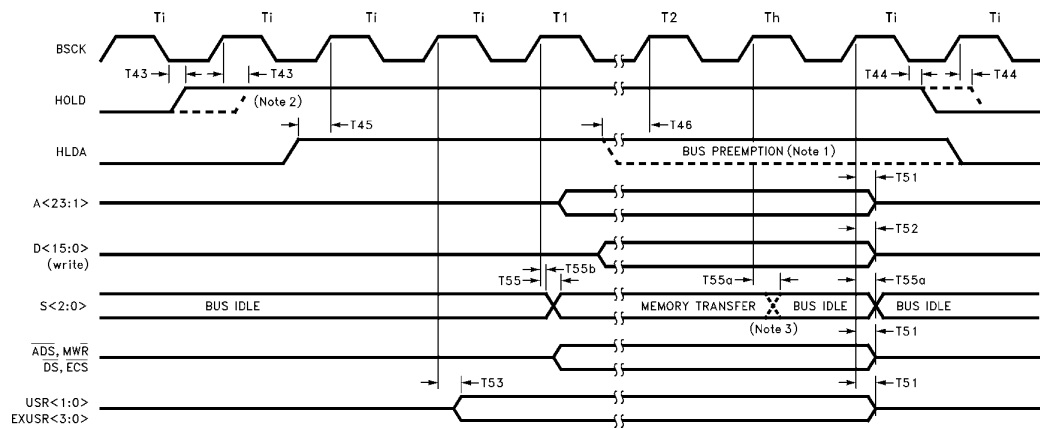 Ti Ti Ti Ti T1 T2 Th Ti Ti
BSCK
T43 T43 T44 T44
HOLD (Note 2)
T45 T46
HLDA BUS PREEMPTION (Note 1)
T51
A<23:1>
T52
D<15:0>
(write)
T55b
T55 T55a T55a
S<2:0> BUS IDLE MEMORY TRANSFER BUS IDLE BUS IDLE
(Note 3)
T51
ADS, MWR
DS, ECS
T53 T51
USR<1:0>
EXUSR<3:0>